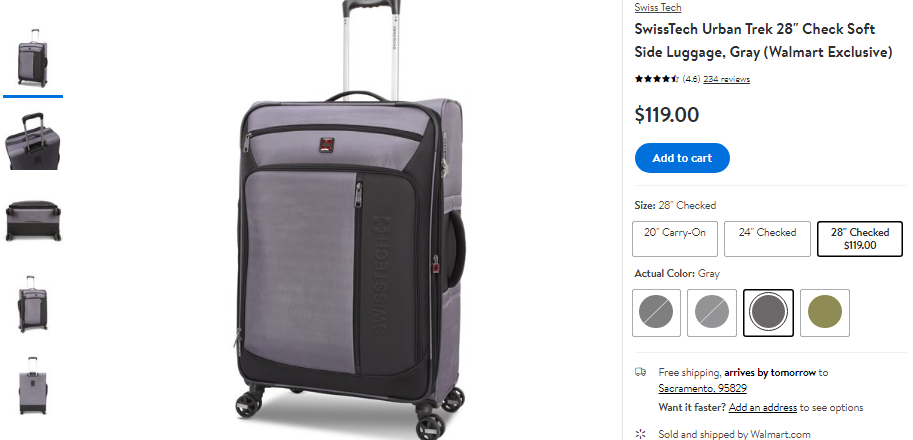 SWISSTECH
Swiss Tech
SwissTech Urban Trek 28" Check Soft
Side Luggage, Gray (Walmart Exclusive)
(4.6) 234 reviews
$119.00
Add to cart
Size: 28" Checked
20" Carry-On
24" Checked
28" Checked
$119.00
Actual Color: Gray
Free shipping, arrives by tomorrow to
Sacramento, 95829
Want it faster? Add an address to see options
Sold and shipped by Walmart.com